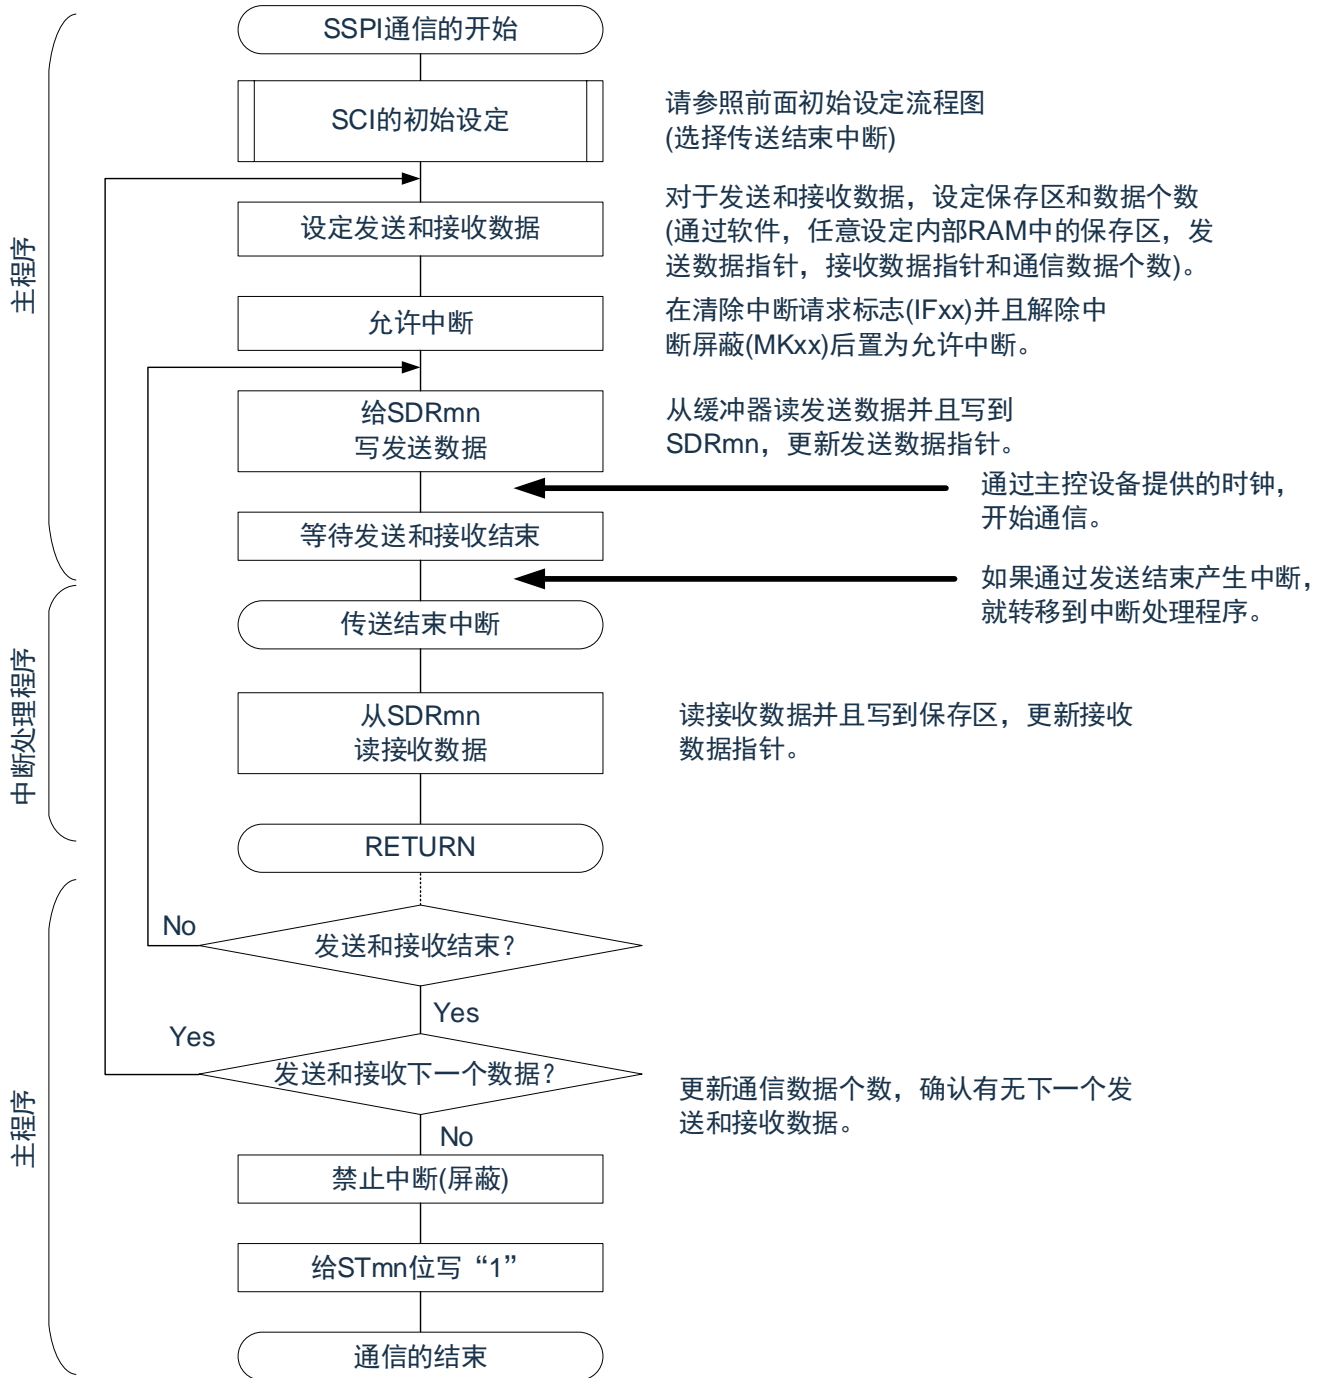 SSPI通信的开始
SCI的初始设定
请参照前面初始设定流程图
(选择传送结束中断)
设定发送和接收数据
对于发送和接收数据，设定保存区和数据个数
(通过软件，任意设定内部RAM中的保存区，发
送数据指针，接收数据指针和通信数据个数)。
主程序
允许中断
在清除中断请求标志(IFxx)并且解除中
断屏蔽(MKxx)后置为允许中断。
给SDRmn
写发送数据
从缓冲器读发送数据并且写到
SDRmn，更新发送数据指针。
通过主控设备提供的时钟，
开始通信。
等待发送和接收结束
如果通过发送结束产生中断，
就转移到中断处理程序。
传送结束中断
中断处理程序
从SDRmn
读接收数据
读接收数据并且写到保存区，更新接收
数据指针。
RETURN
No
发送和接收结束？
Yes
Yes
发送和接收下一个数据？
更新通信数据个数，确认有无下一个发
送和接收数据。
主程序
No
禁止中断(屏蔽)
给STmn位写“1”
通信的结束